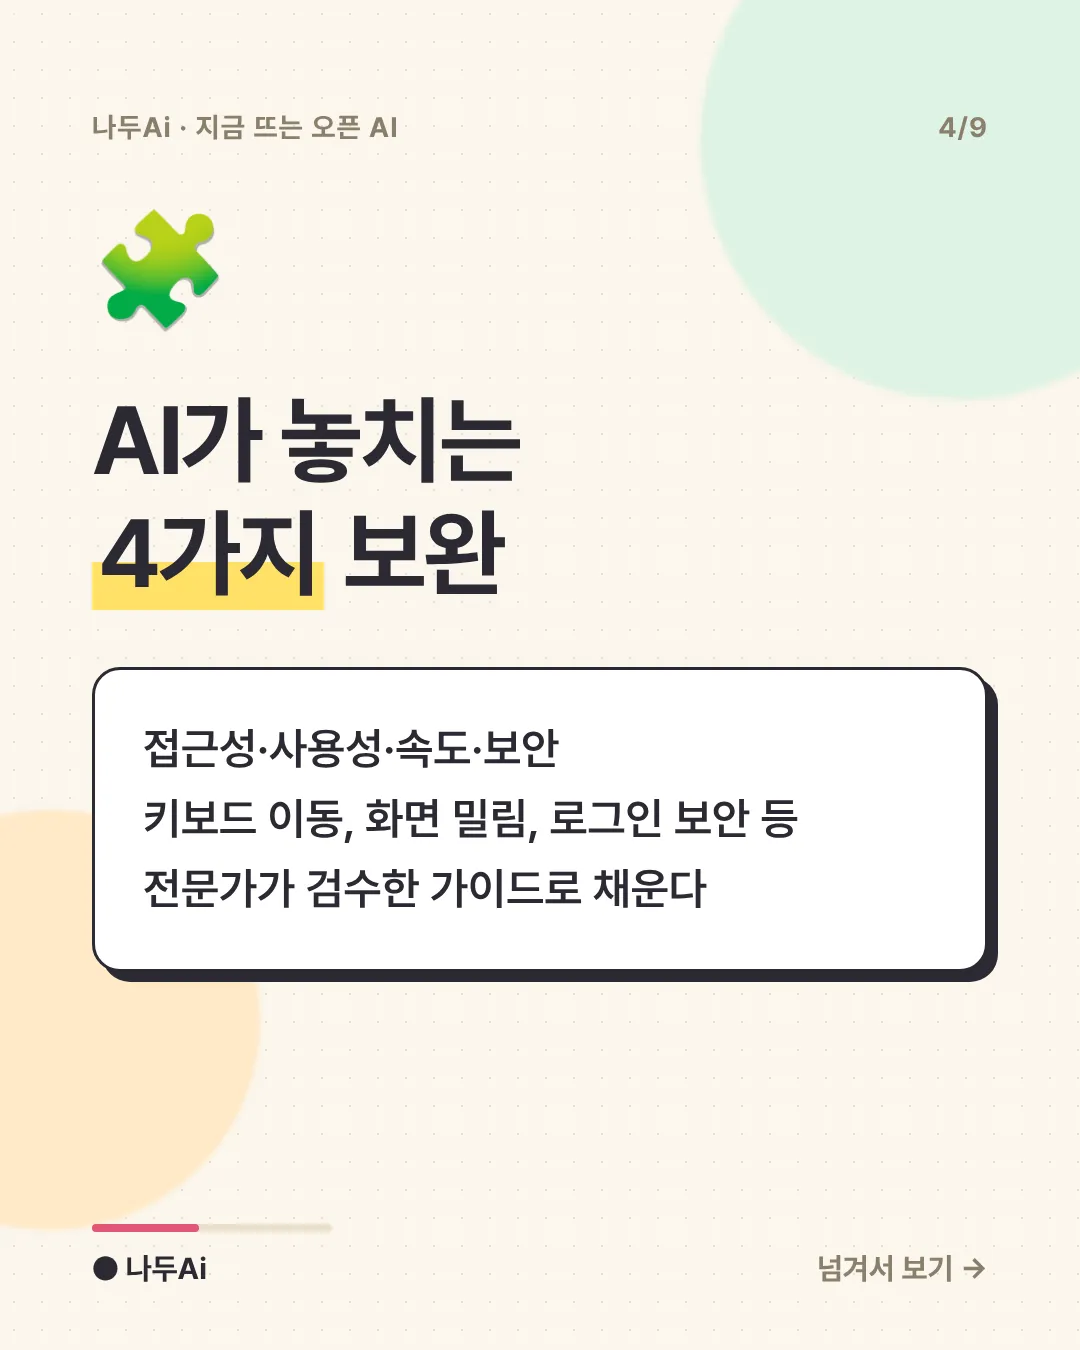 나두Ai · 지금 뜨는 오픈 AI
4/9
AI가 놓치는
4가지 보완
접근성·사용성·속도·보안
키보드 이동, 화면 밀림, 로그인 보안 등
전문가가 검수한 가이드로 채운다
나두Ai
넘겨서 보기 →